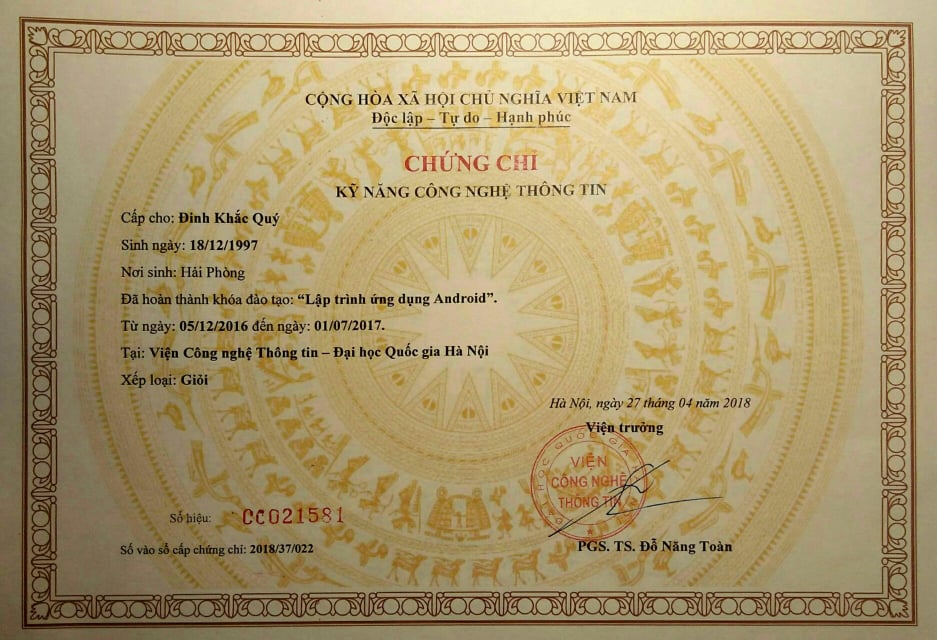 CỘNG HÒA XÃ HỘI CHỦ NGHĨA VIỆT NAM
Độc lập – Tự do – Hạnh phúc
CHỨNG CHỈ
KỸ NĂNG CÔNG NGHỆ THÔNG TIN
Cấp cho: Đinh Khắc Quý
Sinh ngày: 18/12/1997
Nơi sinh: Hải Phòng
Đã hoàn thành khóa đào tạo: “Lập trình ứng dụng Android”.
Từ ngày: 05/12/2016 đến ngày: 01/07/2017.
Tại: Viện Công nghệ Thông tin – Đại học Quốc gia Hà Nội
Xếp loại: Giỏi
Hà Nội, ngày 27 tháng 04 năm 2018
Viện trưởng
VIỆN
CÔNG NGHỆ
THÔNG TIN
Số hiệu: CC021581
Số vào sổ cấp chứng chỉ: 2018/37/022
PGS. TS. Đỗ Năng Toàn